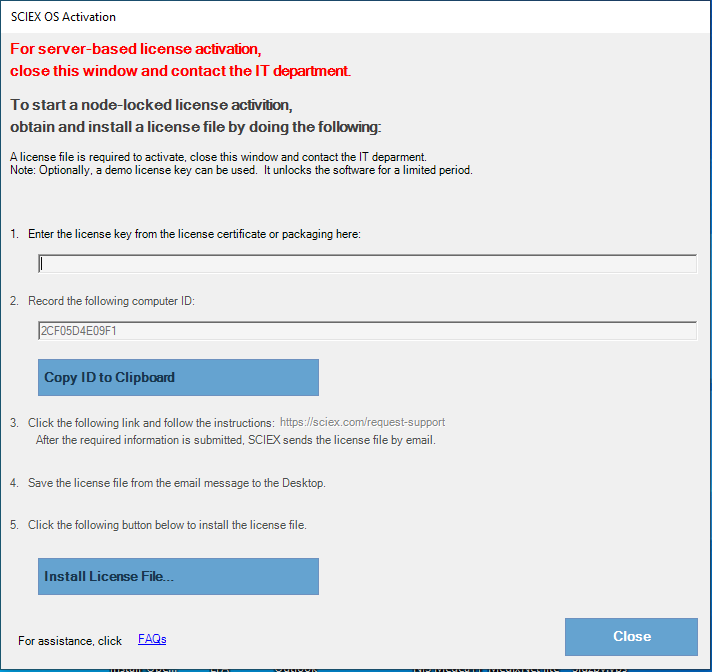 SCIEX OS Activation
For server-based license activation,
close this window and contact the IT department.
To start a node-locked license activition,
obtain and install a license file by doing the following:
A license file is required to activate, close this window and contact the IT deparment.
Note: Optionally, a demo license key can be used. It unlocks the software for a limited period.
1. Enter the license key from the license certificate or packaging here:
2. Record the following computer ID:
2CF05D4E09F1
Copy ID to Clipboard
3. Click the following link and follow the instructions: https://sciex.com/request-support
After the required information is submitted, SCIEX sends the license file by email.
4. Save the license file from the email message to the Desktop.
5. Click the following button below to install the license file.
Install License File...
For assistance, click FAQs
Close